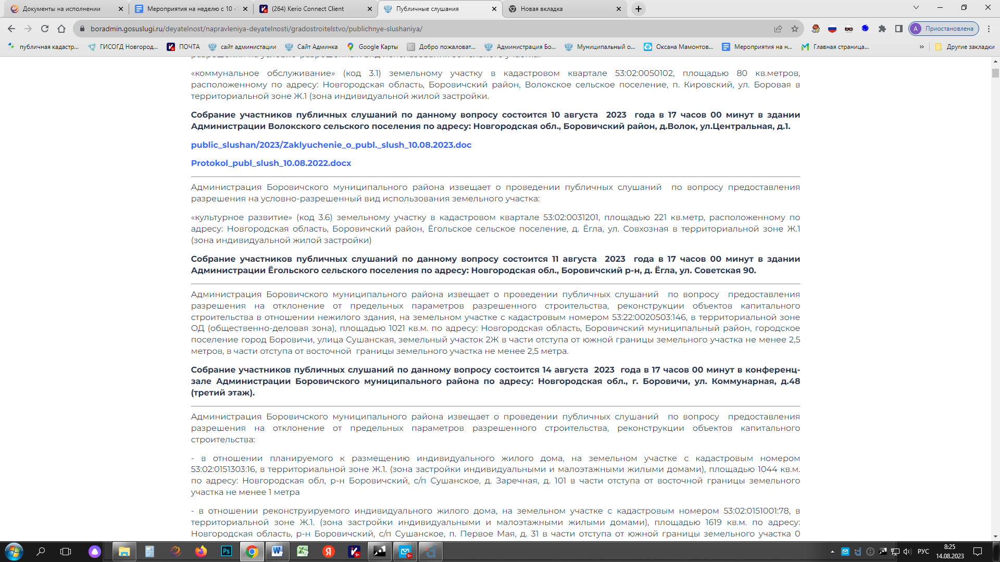 Документы на исполнении
Мероприятия на неделю с 10 -
(264) Kerio Connect Client
Публичные слушания
Новая вкладка
boradmin.gosuslugi.ru/deyatelnost/napravleniya-deyatelnosti/gradostroitelstvo/publichnye-slushaniya/
А
Приостановлена
публичная кадастр...
ГИСОГД Новгород...
ПОЧТА
сайт администации
Сайт Админка
Google Карты
Добро пожаловат...
Администрация Бо...
Муниципальный о...
Оксана Мамонтов...
Мероприятия на н...
Главная страница...
»
Другие закладки
«коммунальное обслуживание» (код 3.1) земельному участку в кадастровом квартале 53:02:0050102, площадью 80 кв.метров,
расположенному по адресу: Новгородская область, Боровичский район, Волокское сельское поселение, п. Кировский, ул. Боровая в
территориальной зоне Ж.1 (зона индивидуальной жилой застройки.
Собрание участников публичных слушаний по данному вопросу состоится 10 августа 2023 года в 17 часов 00 минут в здании
Администрации Волокского сельского поселения по адресу: Новгородская обл., Боровичский район, д.Волок, ул.Центральная, д.1.
public_slushan/2023/Zaklyuchenie_o_publ._slush_10.08.2023.doc
Protokol_publ_slush_10.08.2022.docx
Администрация Боровичского муниципального района извещает о проведении публичных слушаний по вопросу предоставления
разрешения на условно-разрешенный вид использования земельного участка:
«культурное развитие» (код 3.6) земельному участку в кадастровом квартале 53:02:0031201, площадью 221 кв.метр, расположенному по
адресу: Новгородская область, Боровичский район, Ёгольское сельское поселение, д. Ёгла, ул. Совхозная в территориальной зоне Ж.1
(зона индивидуальной жилой застройки)
Собрание участников публичных слушаний по данному вопросу состоится 11 августа 2023 года в 17 часов 00 минут в здании
Администрации Ёгольского сельского поселения по адресу: Новгородская обл., Боровичский р-н, д. Ёгла, ул. Советская 90.
Администрация Боровичского муниципального района извещает о проведении публичных слушаний по вопросу предоставления
разрешения на отклонение от предельных параметров разрешенного строительства, реконструкции объектов капитального
строительства в отношении нежилого здания, на земельном участке с кадастровым номером 53:22:0020503:146, в территориальной зоне
ОД (общественно-деловая зона), площадью 1021 кв.м. по адресу: Новгородская область, Боровичский муниципальный район, городское
поселение город Боровичи, улица Сушанская, земельный участок 2Ж в части отступа от южной границы земельного участка не менее 2,5
метров, в части отступа от восточной границы земельного участка не менее 2,5 метра.
Собрание участников публичных слушаний по данному вопросу состоится 14 августа 2023 года в 17 часов 00 минут в конференц-
зале Администрации Боровичского муниципального района по адресу: Новгородская обл., г. Боровичи, ул. Коммунарная, д.48
(третий этаж).
Администрация Боровичского муниципального района извещает о проведении публичных слушаний по вопросу предоставления
разрешения на отклонение от предельных параметров разрешенного строительства, реконструкции объектов капитального
строительства:
- в отношении планируемого к размещению индивидуального жилого дома, на земельном участке с кадастровым номером
53:02:0151303:16, в территориальной зоне Ж.1. (зона застройки индивидуальными и малоэтажными жилыми домами), площадью 1044 кв.м.
по адресу: Новгородская обл, р-н Боровичский, с/п Сушанское, д. Заречная, д. 101 в части отступа от восточной границы земельного
участка не менее 1 метра
- в отношении реконструируемого индивидуального жилого дома, на земельном участке с кадастровым номером 53:02:0151001:78, в
территориальной зоне Ж.1. (зона застройки индивидуальными и малоэтажными жилыми домами), площадью 1619 кв.м. по адресу:
Новгородская область, р-н Боровичский, с/п Сушанское, п. Первое Мая, д. 31 в части отступа от южной границы земельного участка 0
РУС
8:25
14.08.2023